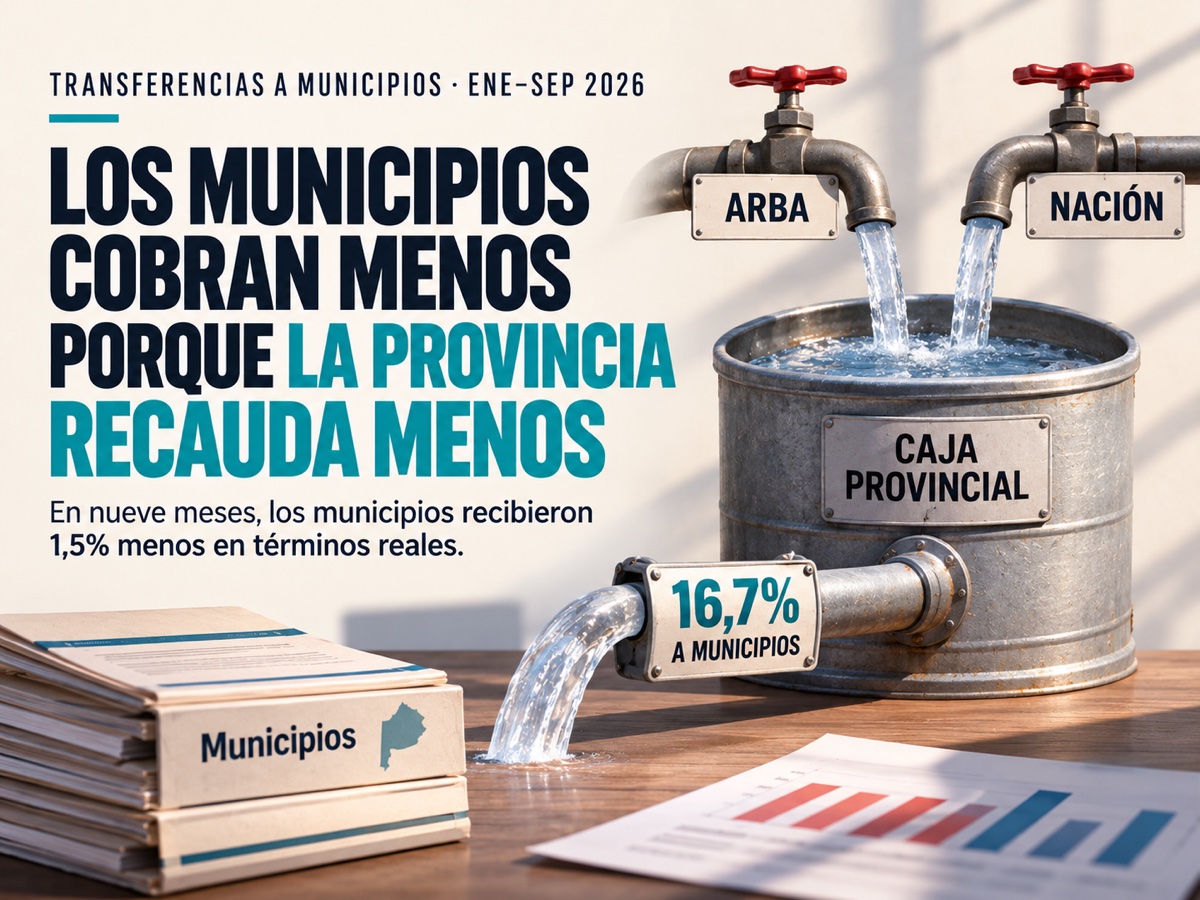 TRANSFERENCIAS A MUNICIPIOS · ENE–SEP 2026
LOS MUNICIPIOS
COBRAN MENOS
PORQUE LA PROVINCIA
RECAUDA MENOS
En nueve meses, los municipios recibieron
1,5% menos en términos reales.
ARBA
NACIÓN
CAJA
PROVINCIAL
16,7%
A MUNICIPIOS
Municipios